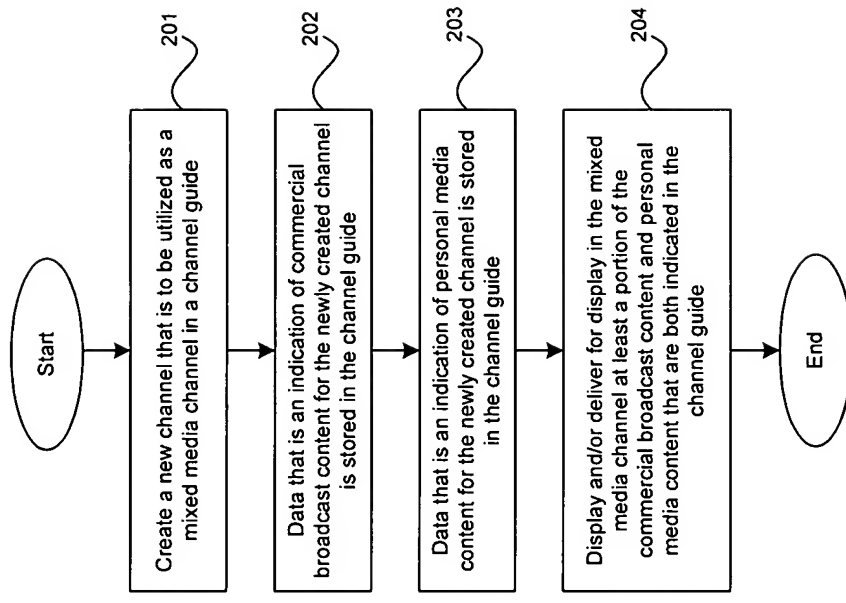 Start
Create a new channel that is to be utilized as a
mixed media channel in a channel guide
201
Data that is an indication of commercial
broadcast content for the newly created channel
is stored in the channel guide
202
Data that is an indication of personal media
content for the newly created channel is stored
in the channel guide
203
Display and/or deliver for display in the mixed
media channel at least a portion of the
commercial broadcast content and personal
media content that are both indicated in the
channel guide
204
End